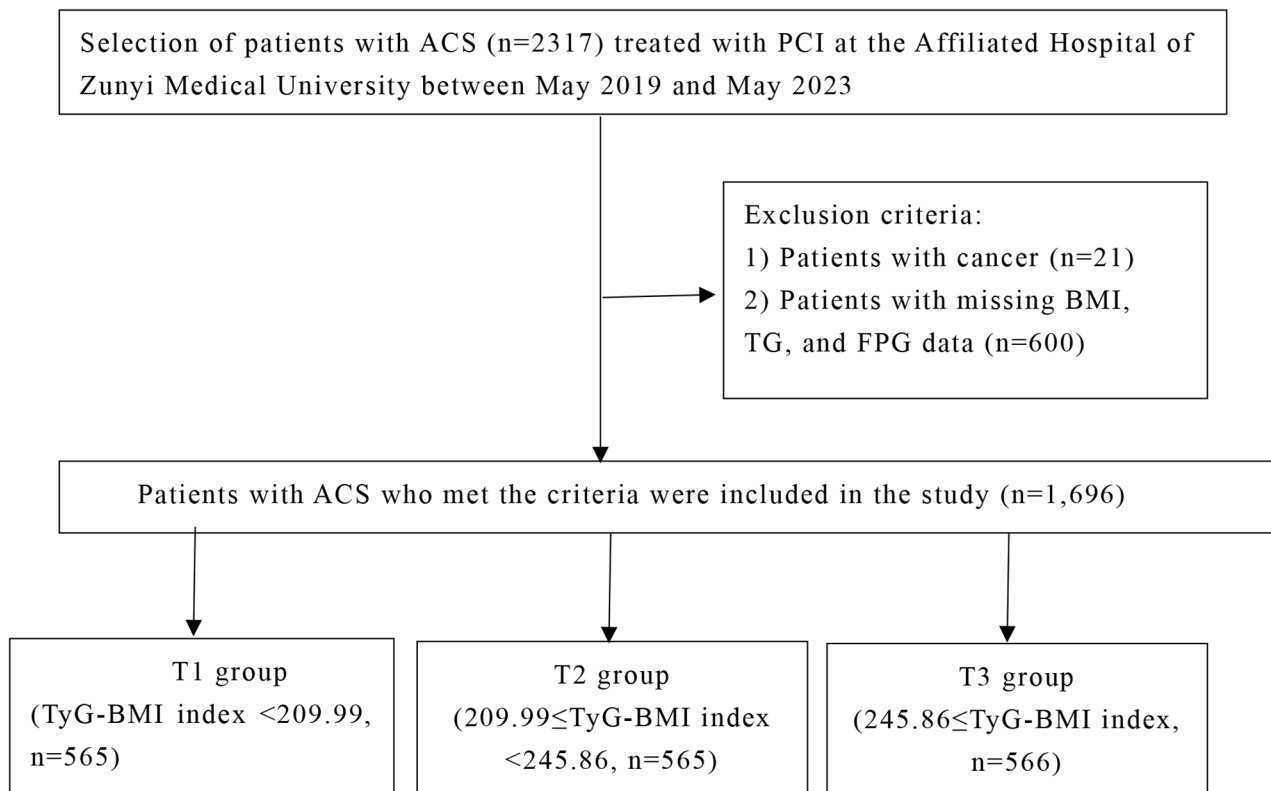 Selection of patients with ACS (n=2317) treated with PCI at the Affiliated Hospital of
Zunyi Medical University between May 2019 and May 2023
Exclusion criteria:
1) Patients with cancer (n=21)
2) Patients with missing BMI,
TG, and FPG data (n=600)
Patients with ACS who met the criteria were included in the study (n=1,696)
T1 group
(TyG-BMI index <209.99,
n=565)
T2 group
(209.99≤TyG-BMI index
<245.86, n=565)
T3 group
(245.86≤TyG-BMI index,
n=566)